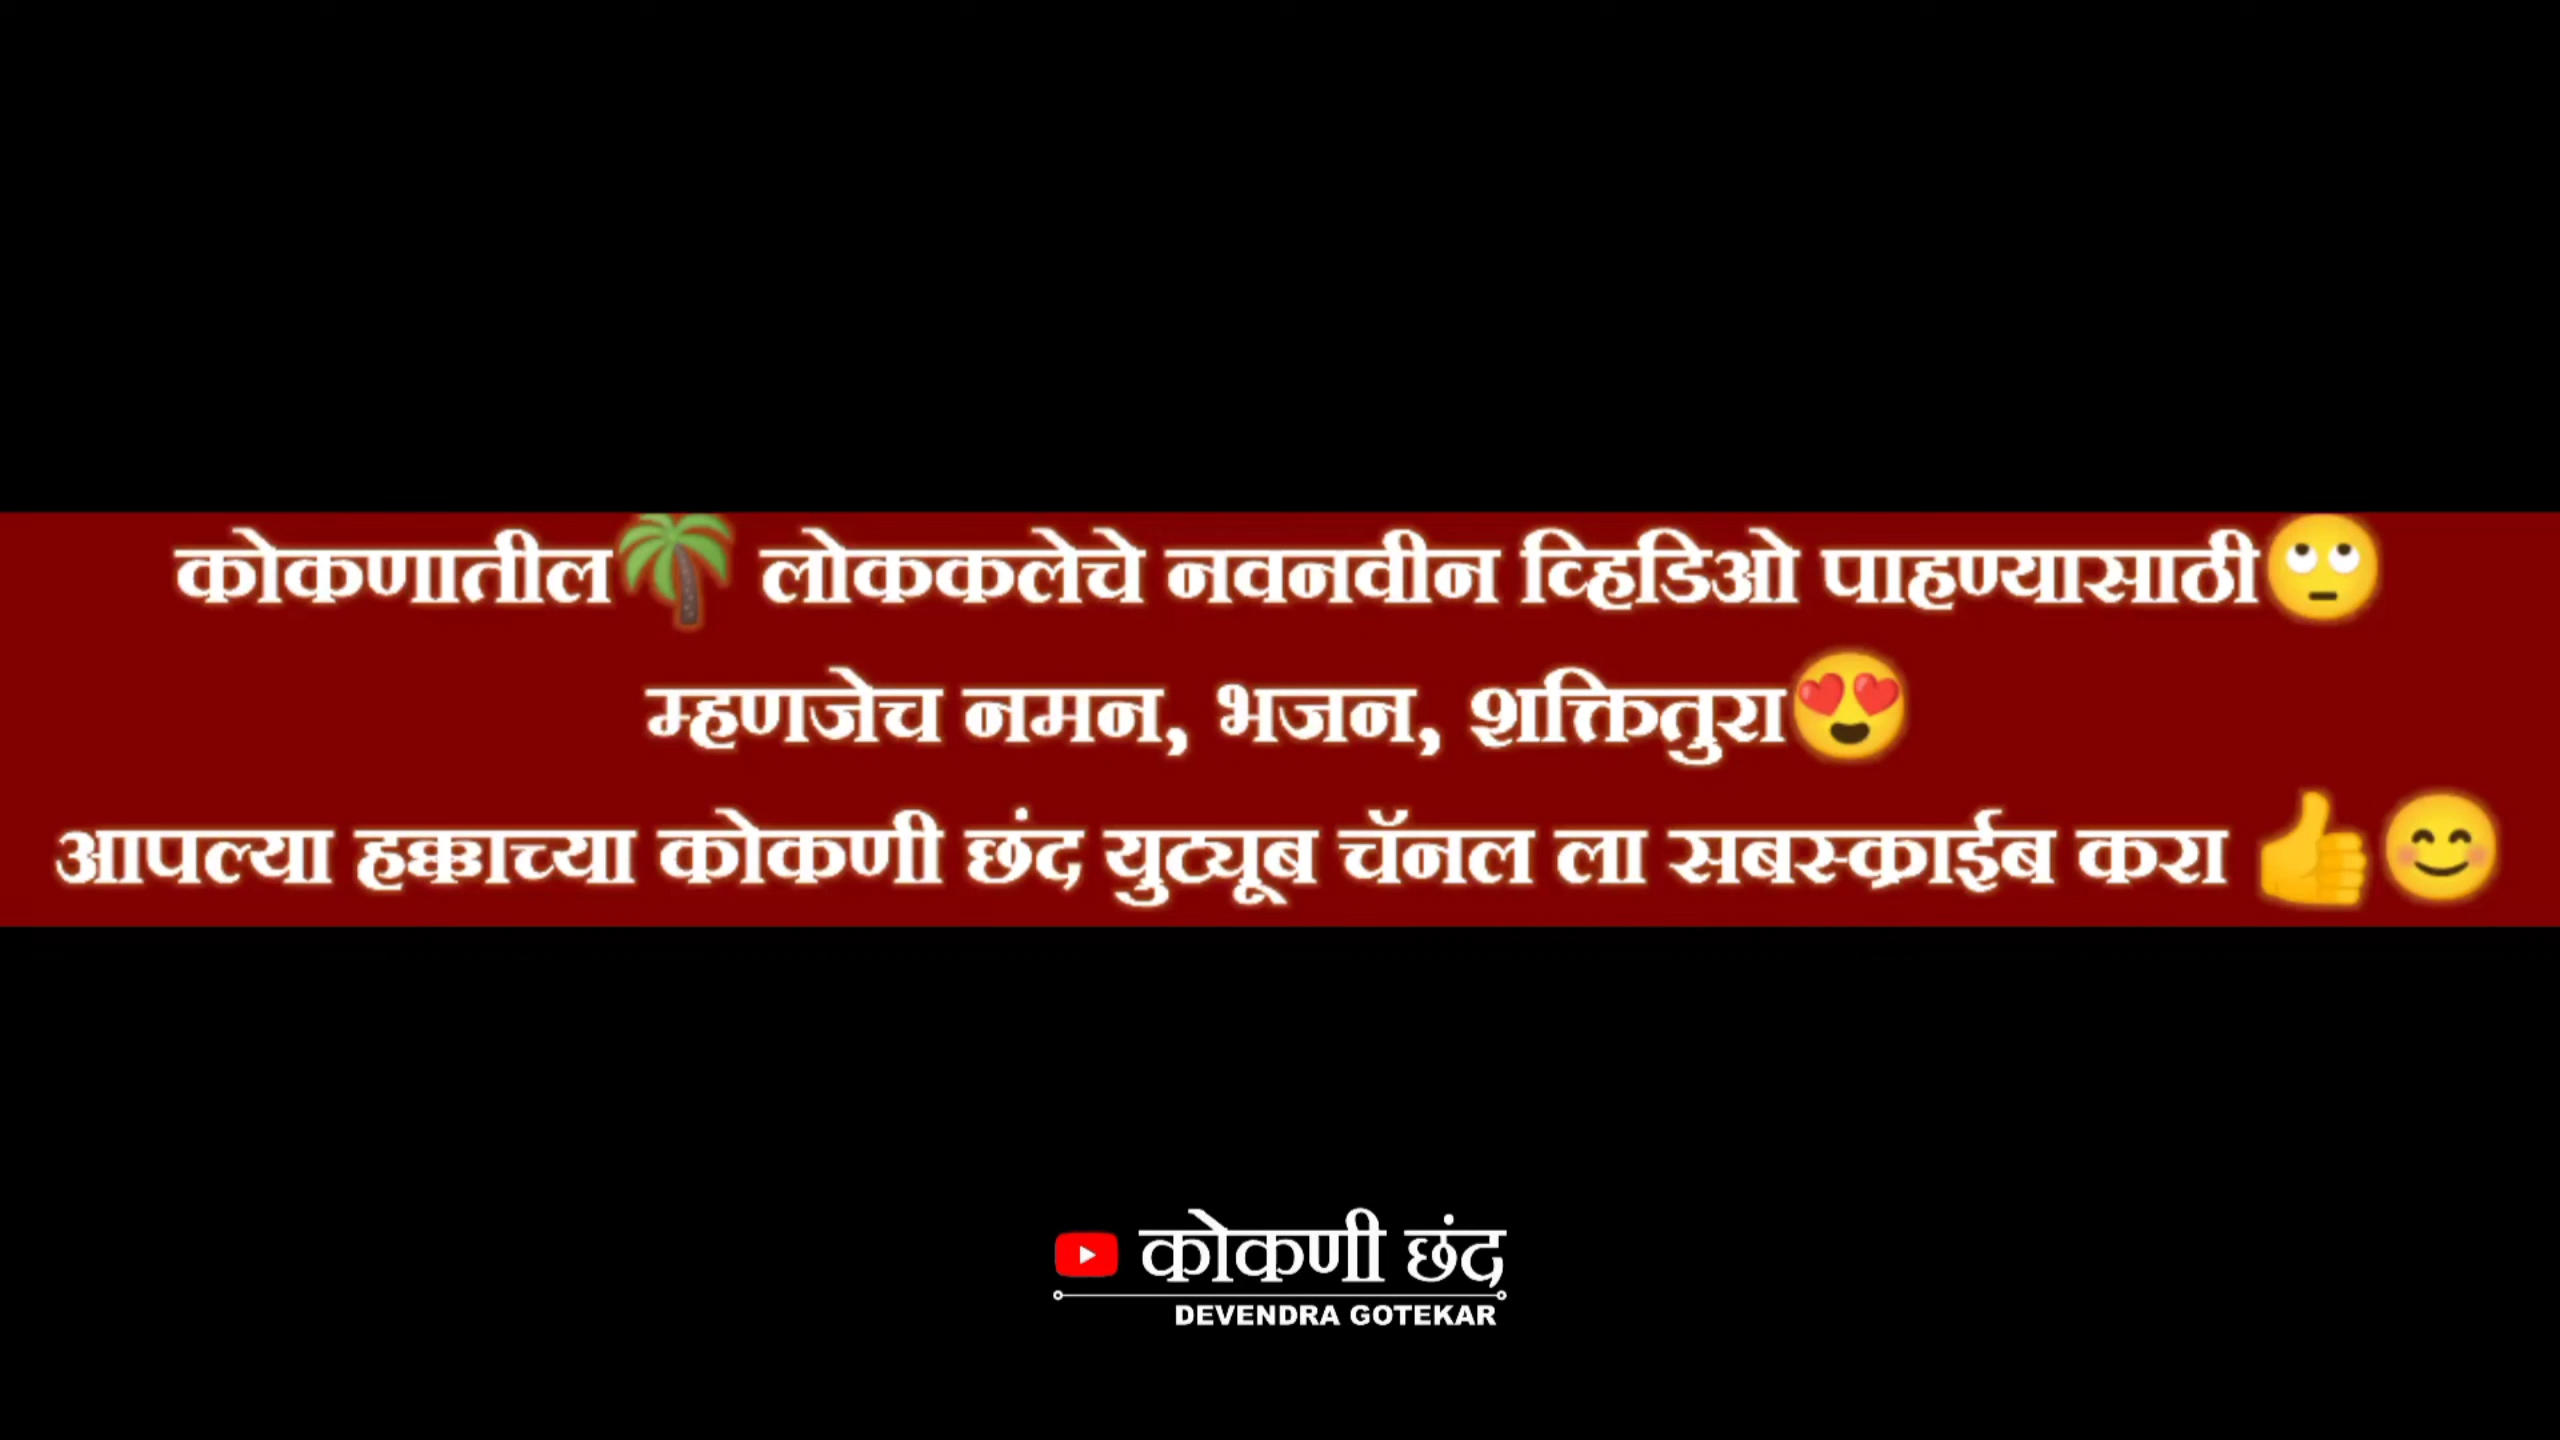 कोकणातील🌴 लोककलेचे नवनवीन व्हिडिओ पाहण्यासाठी🙄
म्हणजेच नमन, भजन, शक्तितुरा😍
आपल्या हक्काच्या कोकणी छंद युट्यूब चॅनल ला सबस्क्राईब करा 👍😊
कोकणी छंद
DEVENDRA GOTEKAR